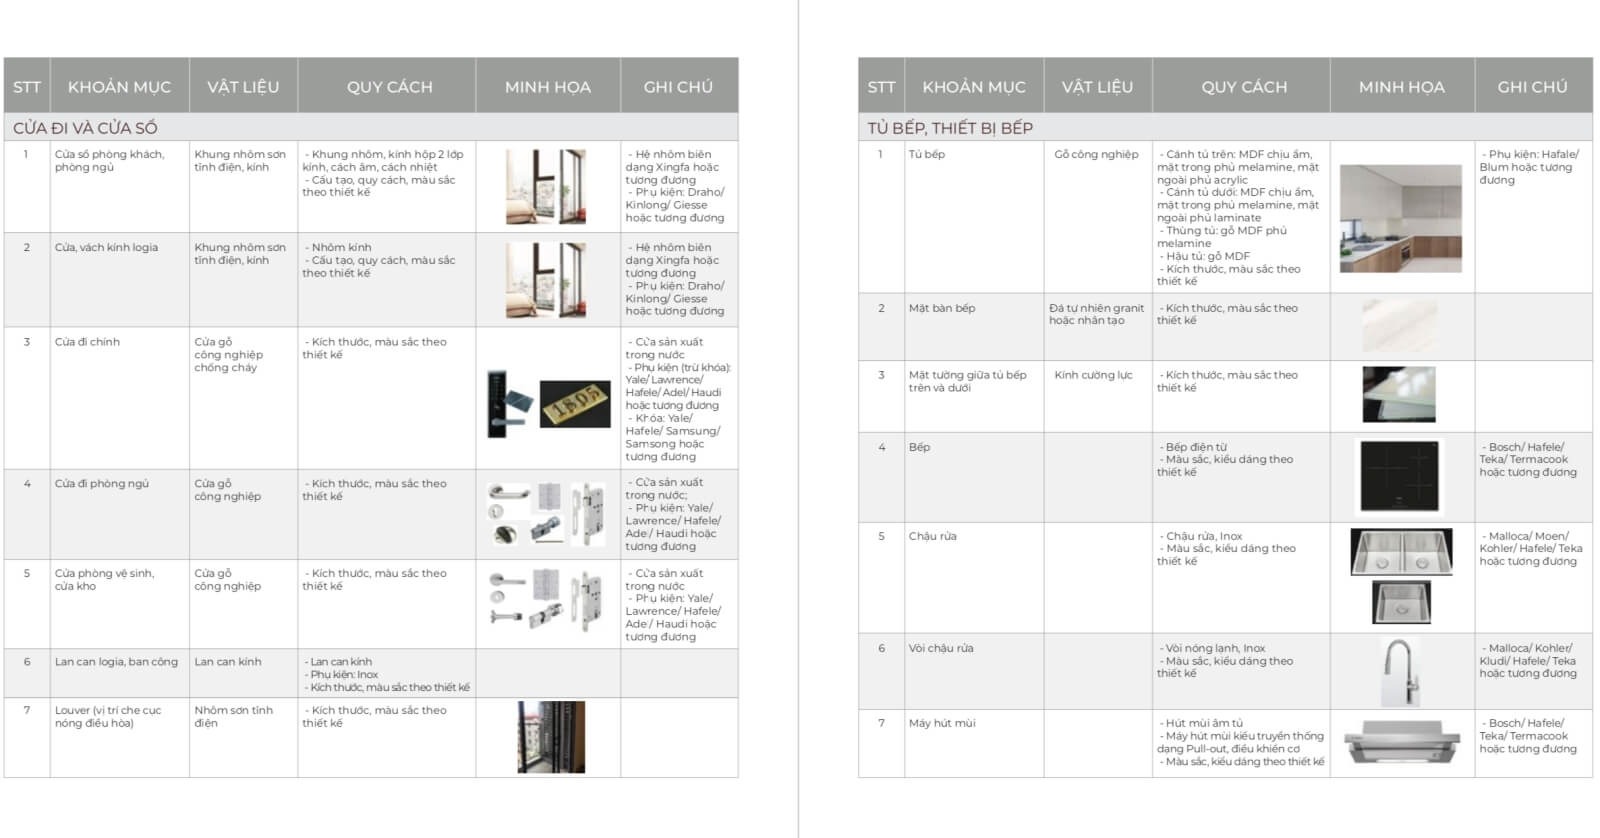 STT KHOẢN MỤC VẬT LIỆU QUY CÁCH MINH HỌA GHI CHÚ
CỬA ĐI VÀ CỬA SỔ
1
Cửa sổ phòng khách,
phòng ngủ
Khung nhôm sơn
tĩnh điện, kính
- Khung nhôm, kính hộp 2 lớp
kính, cách âm, cách nhiệt
- Cấu tạo, quy cách, màu sắc
theo thiết kế
- Hệ nhôm biên
dạng Xingfa hoặc
tương đương
- Phụ kiện: Draho/
Kinlong/ Giesse
hoặc tương đương
2
Cửa, vách kính logia
Khung nhôm sơn
tĩnh điện, kính
- Nhôm kính
- Cấu tạo, quy cách, màu sắc
theo thiết kế
- Hệ nhôm biên
dạng Xingfa hoặc
tương đương
- Phụ kiện: Draho/
Kinlong/ Giesse
hoặc tương đương
3
Cửa đi chính
Cửa gỗ
công nghiệp
chống cháy
- Kích thước, màu sắc theo
thiết kế
1805
- Cửa sản xuất
trong nước
- Phụ kiện (trừ khóa):
Yale/ Lawrence/
Hafele/ Adel/ Haudi
hoặc tương đương
- Khóa: Yale/
Hafele/ Samsung/
Samsong hoặc
tương đương
4
Cửa đi phòng ngủ
Cửa gỗ
công nghiệp
- Kích thước, màu sắc theo
thiết kế
- Cửa sản xuất
trong nước;
- Phụ kiện: Yale/
Lawrence/ Hafele/
Adel/ Haudi hoặc
tương đương
5
Cửa phòng vệ sinh,
cửa kho
Cửa gỗ
công nghiệp
- Kích thước, màu sắc theo
thiết kế
- Cửa sản xuất
trong nước
- Phụ kiện: Yale/
Lawrence/ Hafele/
Adel/ Haudi hoặc
tương đương
6
Lan can logia, ban công
Lan can kính
- Lan can kính
- Phụ kiện: Inox
- Kích thước, màu sắc theo thiết kế
7
Louver (vị trí che cục
nóng điều hòa)
Nhôm sơn tĩnh
điện
- Kích thước, màu sắc theo
thiết kế
STT KHOẢN MỤC VẬT LIỆU QUY CÁCH MINH HỌA GHI CHÚ
TỦ BẾP, THIẾT BỊ BẾP
1
Tủ bếp
Gỗ công nghiệp
- Cánh tủ trên: MDF chịu ẩm,
mặt trong phủ melamine, mặt
ngoài phủ acrylic
- Cánh tủ dưới: MDF chịu ẩm,
mặt trong phủ melamine, mặt
ngoài phủ laminate
- Thùng tủ: gỗ MDF phủ
melamine
- Hậu tủ: gỗ MDF
- Kích thước, màu sắc theo
thiết kế
- Phụ kiện: Hafale/
Blum hoặc tương
đương
2
Mặt bàn bếp
Đá tự nhiên granit
hoặc nhân tạo
- Kích thước, màu sắc theo
thiết kế
3
Mặt tường giữa tủ bếp
trên và dưới
Kính cường lực
- Kích thước, màu sắc theo
thiết kế
4
Bếp
- Bếp điện từ
- Màu sắc, kiểu dáng theo
thiết kế
- Bosch/ Hafele/
Teka/ Termacook
hoặc tương đương
5
Chậu rửa
- Chậu rửa, Inox
- Màu sắc, kiểu dáng theo
thiết kế
- Malloca/ Moen/
Kohler/ Hafele/ Teka
hoặc tương đương
6
Vòi chậu rửa
- Vòi nóng lạnh, Inox
- Màu sắc, kiểu dáng theo
thiết kế
- Malloca/ Kohler/
Kludi/ Hafele/ Teka
hoặc tương đương
7
Máy hút mùi
- Hút mùi âm tủ
- Máy hút mùi kiểu truyền thống
dạng Pull-out, điều khiển cơ
- Màu sắc, kiểu dáng theo thiết kế
- Bosch/ Hafele/
Teka/ Termacook
hoặc tương đương